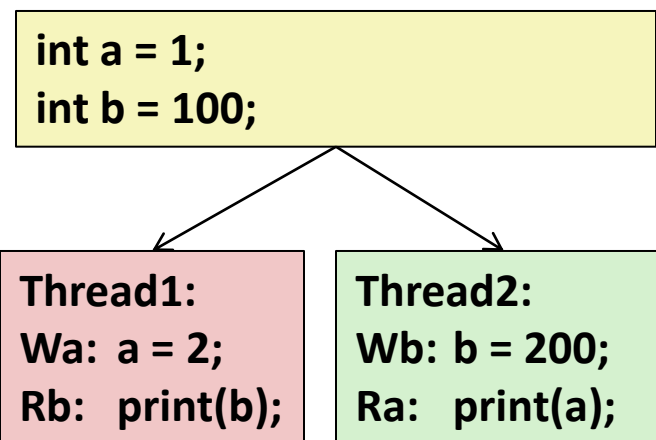 int a = 1;
int b = 100;
Thread1:
Wa: a = 2;
Rb: print(b);
Thread2:
Wb: b = 200;
Ra: print(a);